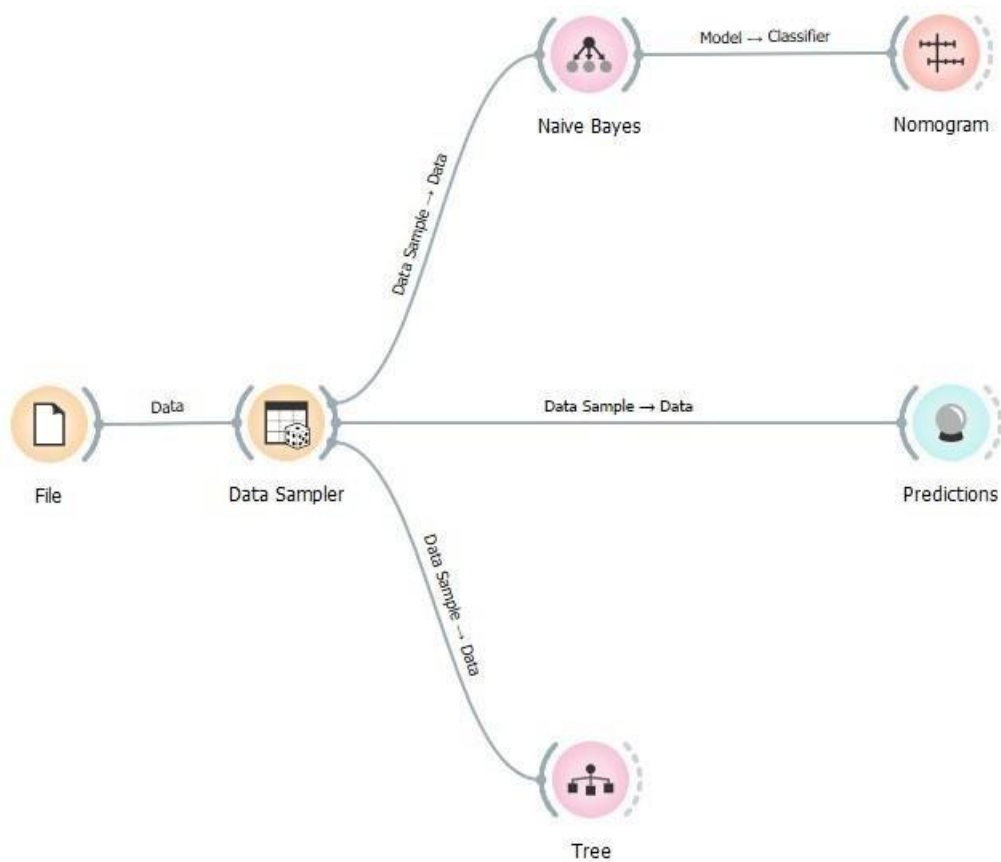 Model → Classifier
Naive Bayes
Nomogram
Data Sample → Data
Data
Data Sample → Data
File
Data Sampler
Predictions
Data Sample → Data
Tree